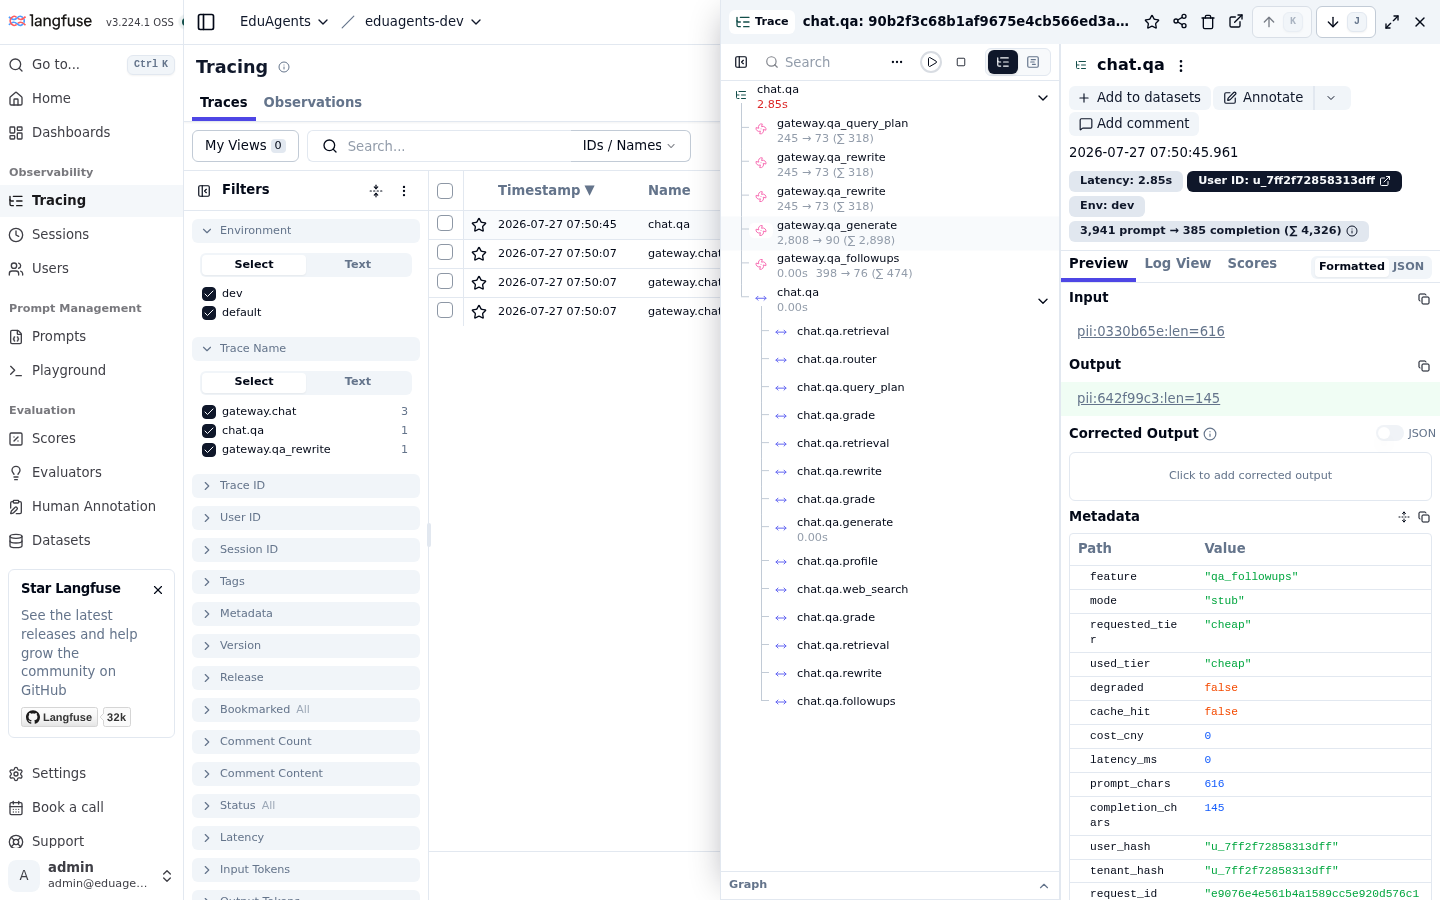 langfuse v3.224.1 OSS
Go to... Ctrl K
Home
Dashboards
Observability
Tracing
Sessions
Users
Prompt Management
Prompts
Playground
Evaluation
Scores
Evaluators
Human Annotation
Datasets
Star Langfuse
See the latest
releases and help
grow the
community on
GitHub
Langfuse 32k
Settings
Book a call
Support
A
admin
admin@eduage...
EduAgents
eduagents-dev
Tracing
Traces Observations
My Views 0
Search... IDs / Names
Filters
Environment
Select Text
dev
default
Trace Name
Select Text
gateway.chat 3
chat.qa 1
gateway.qa_rewrite 1
Trace ID
User ID
Session ID
Tags
Metadata
Version
Release
Bookmarked All
Comment Count
Comment Content
Status All
Latency
Input Tokens
Timestamp ▼ Name
2026-07-27 07:50:45 chat.qa
2026-07-27 07:50:07 gateway.chat
2026-07-27 07:50:07 gateway.chat
2026-07-27 07:50:07 gateway.chat
Trace chat.qa: 90b2f3c68b1af9675e4cb566ed3a...
K J
Search
chat.qa
2.85s
gateway.qa_query_plan
245 → 73 (∑ 318)
gateway.qa_rewrite
245 → 73 (∑ 318)
gateway.qa_rewrite
245 → 73 (∑ 318)
gateway.qa_generate
2,808 → 90 (∑ 2,898)
gateway.qa_followups
0.00s 398 → 76 (∑ 474)
chat.qa
0.00s
chat.qa.retrieval
chat.qa.router
chat.qa.query_plan
chat.qa.grade
chat.qa.retrieval
chat.qa.rewrite
chat.qa.grade
chat.qa.generate
0.00s
chat.qa.profile
chat.qa.web_search
chat.qa.grade
chat.qa.retrieval
chat.qa.rewrite
chat.qa.followups
Graph
chat.qa
Add to datasets Annotate
Add comment
2026-07-27 07:50:45.961
Latency: 2.85s User ID: u_7ff2f72858313dff
Env: dev
3,941 prompt → 385 completion (∑ 4,326)
Preview Log View Scores Formatted JSON
Input
pii:0330b65e:len=616
Output
pii:642f99c3:len=145
Corrected Output JSON
Click to add corrected output
Metadata
Path Value
feature "qa_followups"
mode "stub"
requested_tie
r "cheap"
used_tier "cheap"
degraded false
cache_hit false
cost_cny 0
latency_ms 0
prompt_chars 616
completion_ch
ars 145
user_hash "u_7ff2f72858313dff"
tenant_hash "u_7ff2f72858313dff"
request_id "e9076e4e561b4a1589cc5e920d576c1